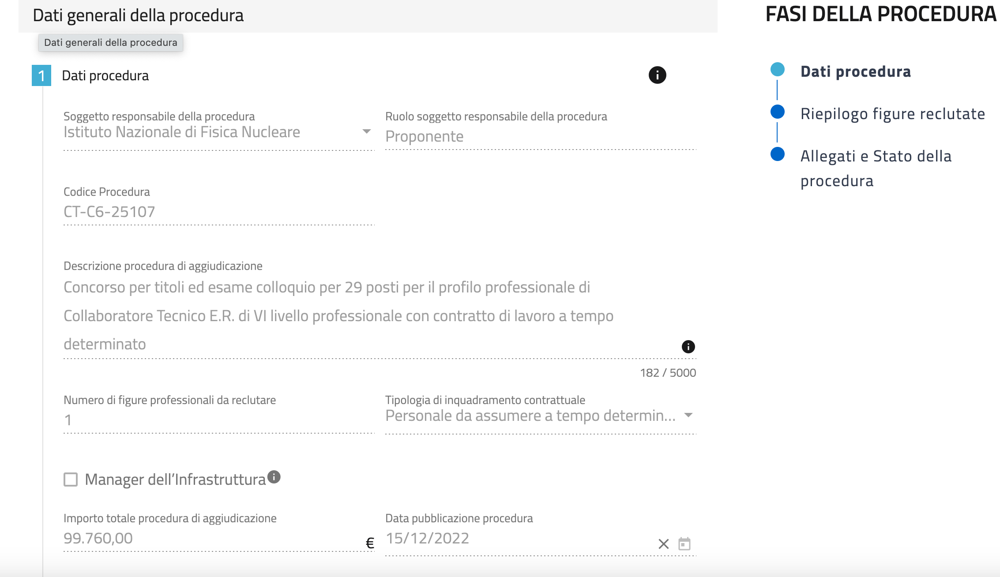 Dati generali della procedura
Dati generali della procedura
1 Dati procedura
Soggetto responsabile della procedura
Istituto Nazionale di Fisica Nucleare
Ruolo soggetto responsabile della procedura
Proponente
Codice Procedura
CT-C6-25107
Descrizione procedura di aggiudicazione
Concorso per titoli ed esame colloquio per 29 posti per il profilo professionale di
Collaboratore Tecnico E.R. di VI livello professionale con contratto di lavoro a tempo
determinato
182 / 5000
Numero di figure professionali da reclutare
1
Tipologia di inquadramento contrattuale
Personale da assumere a tempo determin...
Manager dell'Infrastruttura
Importo totale procedura di aggiudicazione
99.760,00 €
Data pubblicazione procedura
15/12/2022
FASI DELLA PROCEDURA
Dati procedura
Riepilogo figure reclutate
Allegati e Stato della
procedura